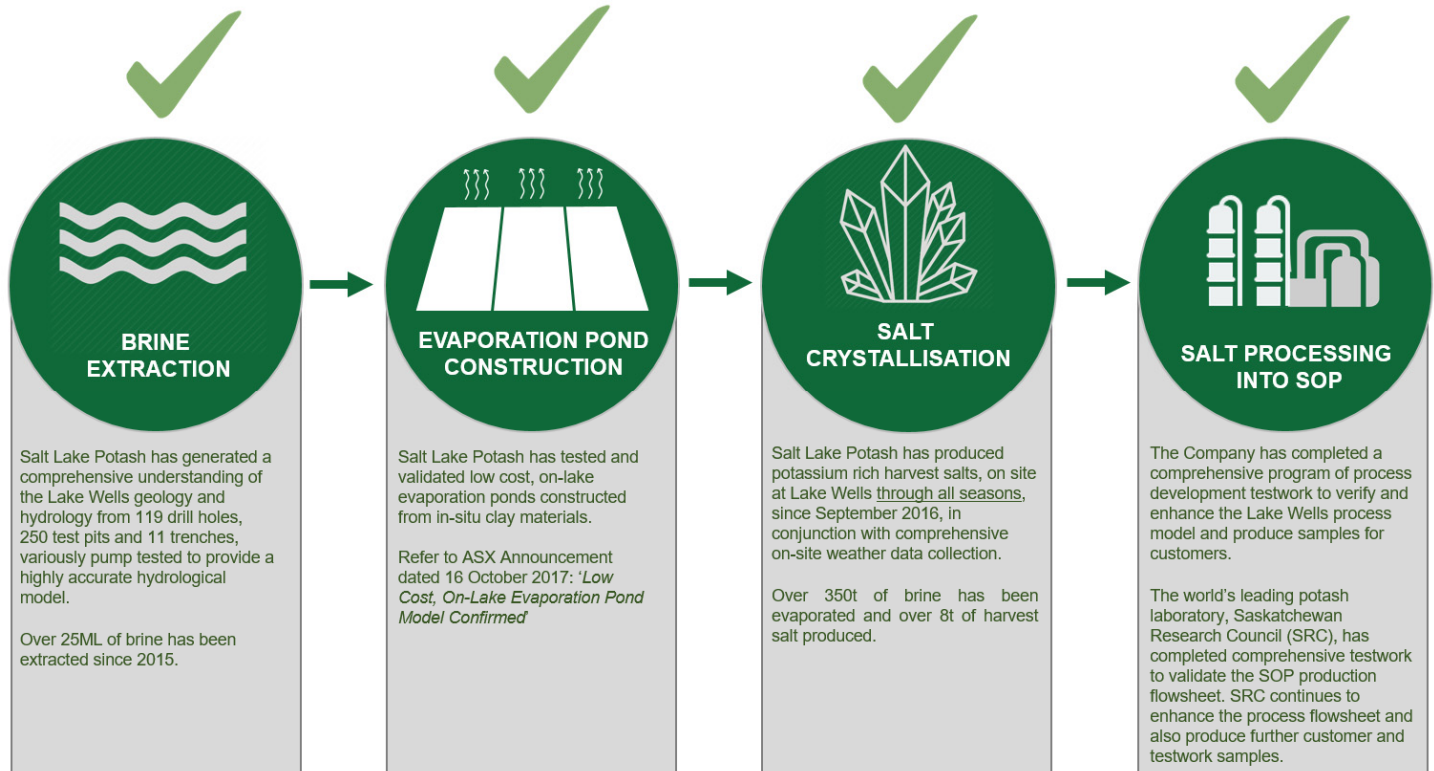 BRINE
EXTRACTION
Salt Lake Potash has generated a
comprehensive understanding of
the Lake Wells geology and
hydrology from 119 drill holes,
250 test pits and 11 trenches,
variously pump tested to provide a
highly accurate hydrological
model.
Over 25ML of brine has been
extracted since 2015.
EVAPORATION POND
CONSTRUCTION
Salt Lake Potash has tested and
validated low cost, on-lake
evaporation ponds constructed
from in-situ clay materials.
Refer to ASX Announcement
dated 16 October 2017: ‘Low
Cost, On-Lake Evaporation Pond
Model Confirmed’
SALT
CRYSTALLISATION
Salt Lake Potash has produced
potassium rich harvest salts, on site
at Lake Wells through all seasons,
since September 2016, in
conjunction with comprehensive
on-site weather data collection.
Over 350t of brine has been
evaporated and over 8t of harvest
salt produced.
SALT PROCESSING
INTO SOP
The Company has completed a
comprehensive program of process
development testwork to verify and
enhance the Lake Wells process
model and produce samples for
customers.
The world’s leading potash
laboratory, Saskatchewan
Research Council (SRC), has
completed comprehensive testwork
to validate the SOP production
flowsheet. SRC continues to
enhance the process flowsheet and
also produce further customer and
testwork samples.